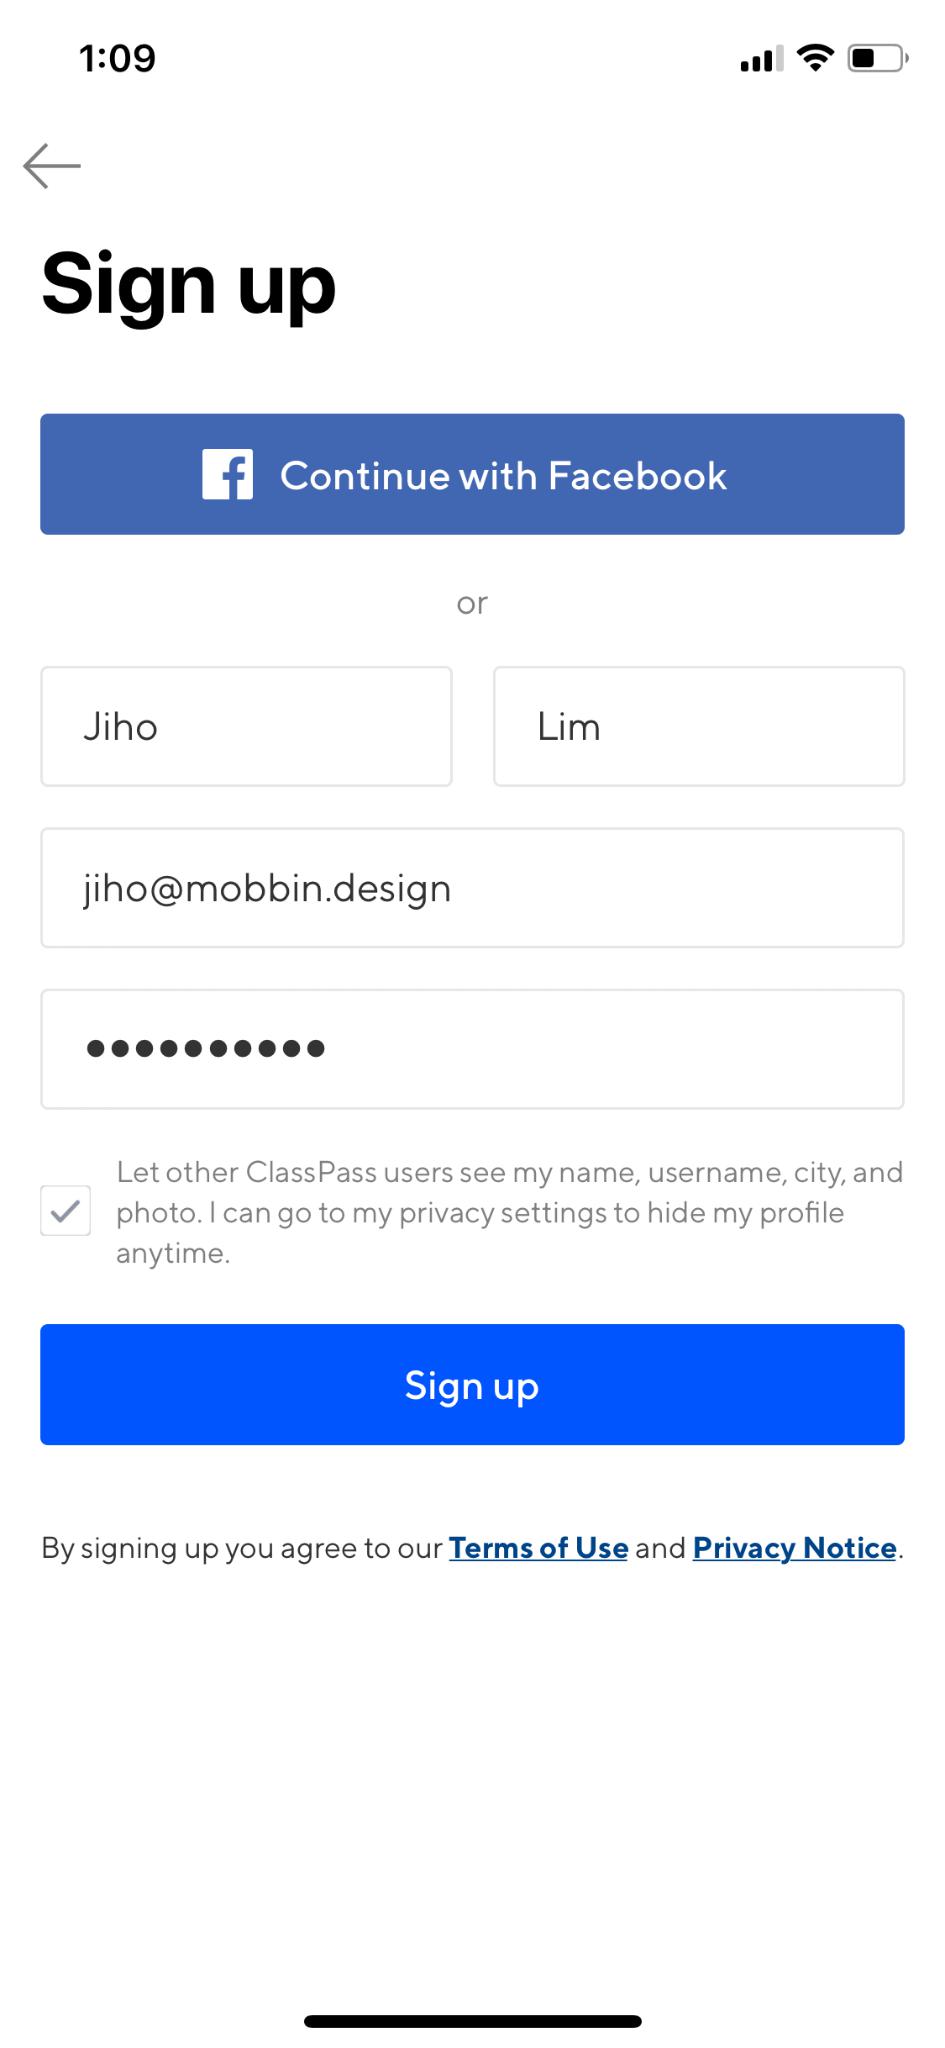 1:09
Sign up
Continue with Facebook
or
Jiho
Lim
jiho@mobbin.design
••••••••••
Let other ClassPass users see my name, username, city, and
photo. I can go to my privacy settings to hide my profile
anytime.
Sign up
By signing up you agree to our Terms of Use and Privacy Notice.